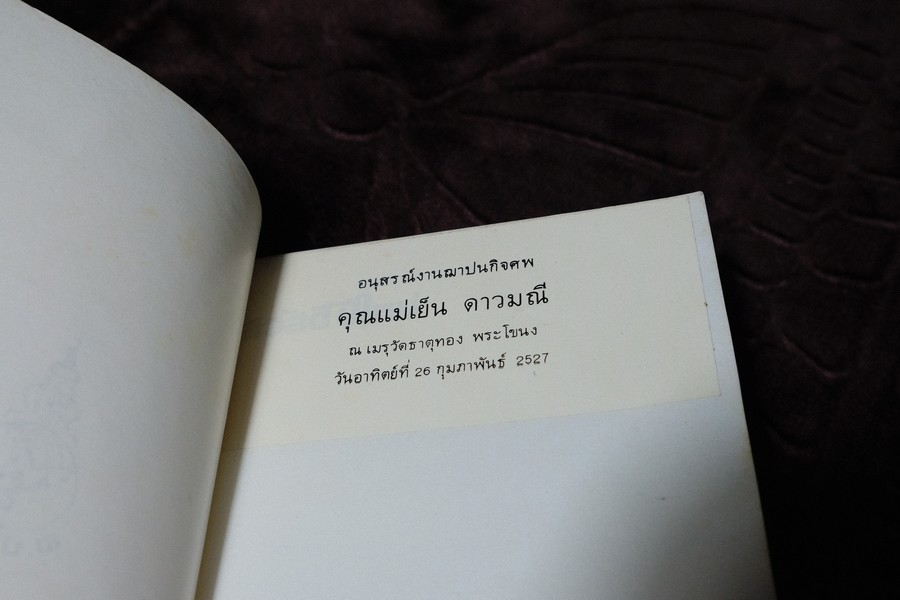 อนุสรณ์งานฌาปนกิจศพ
คุณแม่เย็น ดาวมณี
ณ เมรุวัดธาตุทอง พระโขนง
วันอาทิตย์ที่ 26 กุมภาพันธ์ 2527